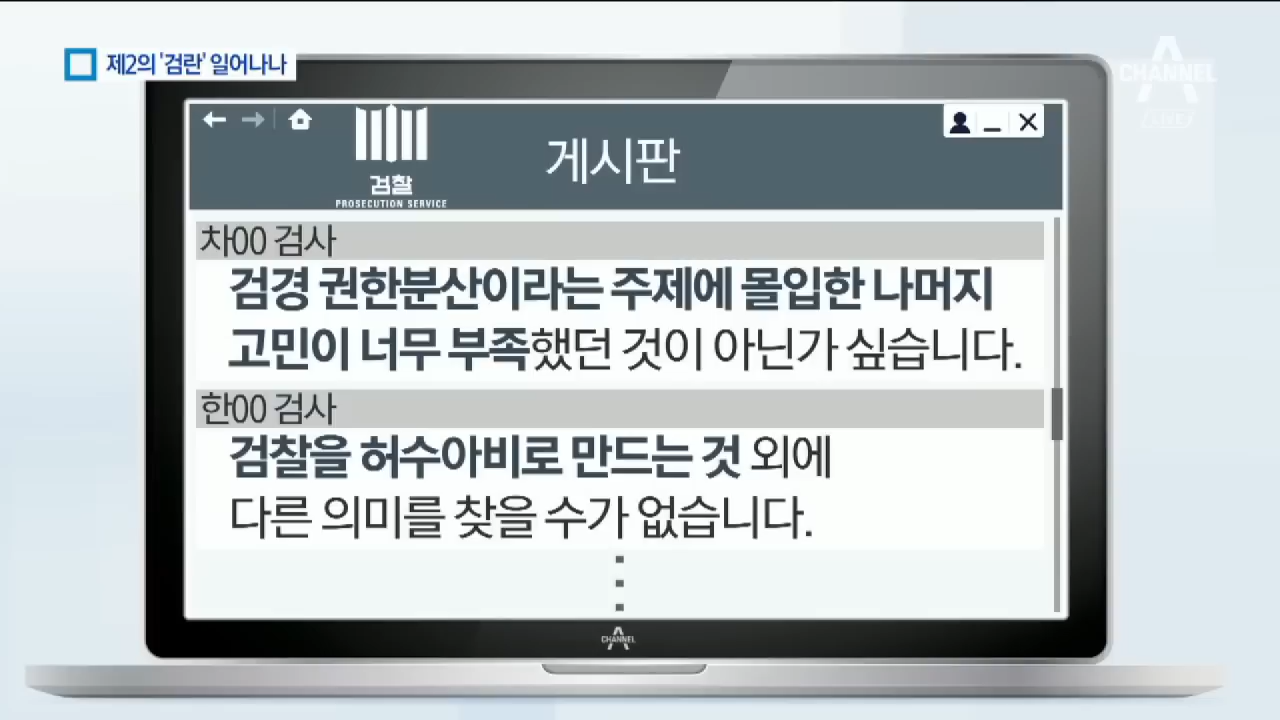 제2의 '검란' 일어나나
CHANNEL A
LIVE
검찰
PROSECUTION SERVICE
게시판
차00 검사
검경 권한분산이라는 주제에 몰입한 나머지
고민이 너무 부족했던 것이 아닌가 싶습니다.
한00 검사
검찰을 허수아비로 만드는 것 외에
다른 의미를 찾을 수가 없습니다.
CHANNEL A